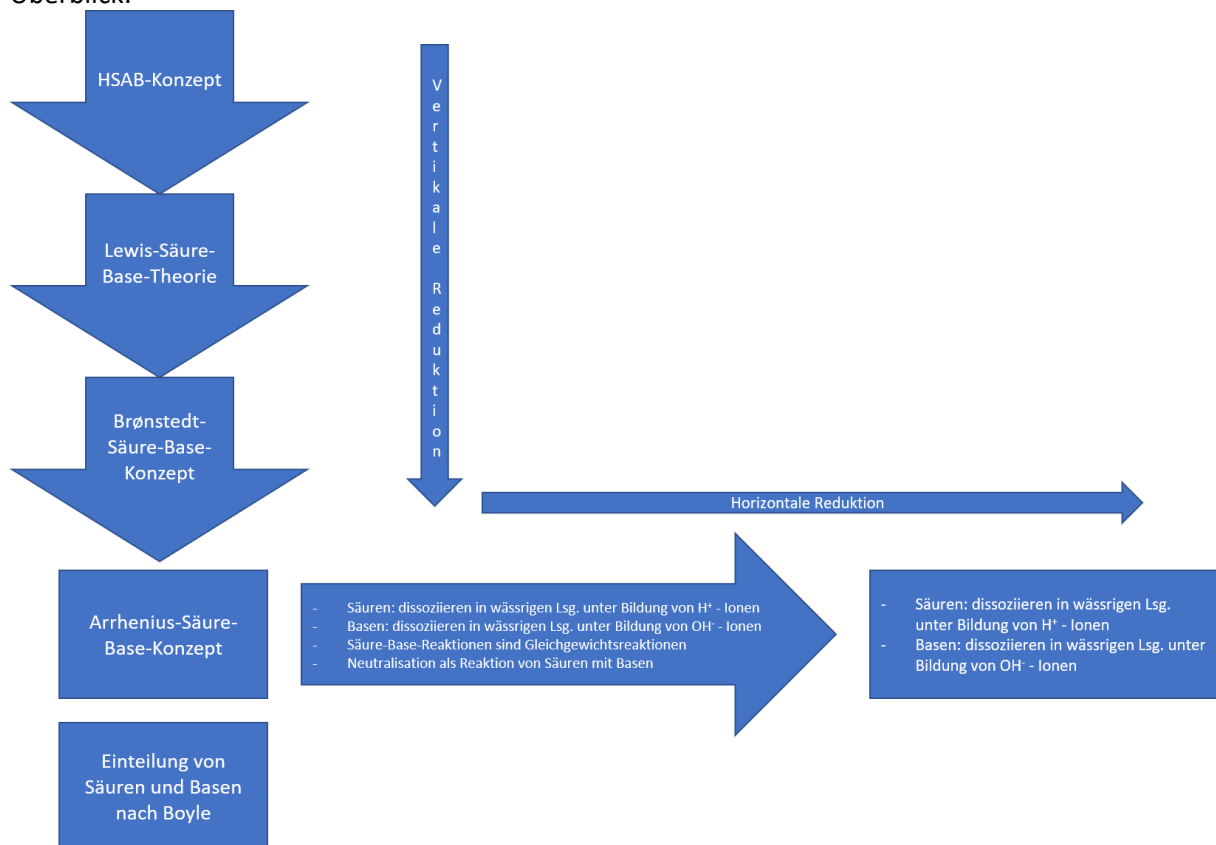 Überblick:
HSAB-Konzept
Lewis-Säure-
Base-Theorie
Brønstedt-
Säure-Base-
Konzept
Arrhenius-Säure-
Base-Konzept
Einteilung von
Säuren und Basen
nach Boyle
Vertikale Reduktion
Horizontale Reduktion
- Säuren: dissoziieren in wässrigen Lsg. unter Bildung von H⁺ - Ionen
- Basen: dissoziieren in wässrigen Lsg. unter Bildung von OH⁻ - Ionen
- Säure-Base-Reaktionen sind Gleichgewichtsreaktionen
- Neutralisation als Reaktion von Säuren mit Basen
- Säuren: dissoziieren in wässrigen Lsg.
unter Bildung von H⁺ - Ionen
- Basen: dissoziieren in wässrigen Lsg. unter
Bildung von OH⁻ - Ionen